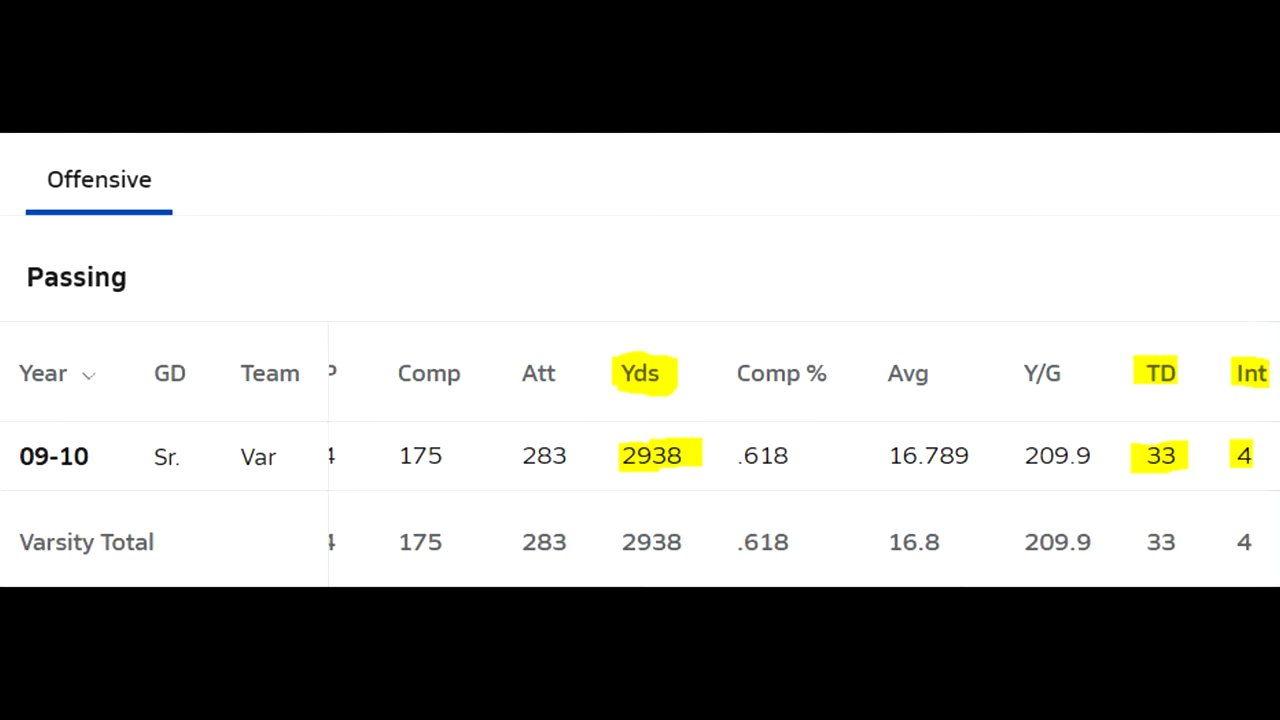 Offensive
Passing
Year GD Team P Comp Att Yds Comp % Avg Y/G TD Int
09-10 Sr. Var 4 175 283 2938 .618 16.789 209.9 33 4
Varsity Total 4 175 283 2938 .618 16.8 209.9 33 4